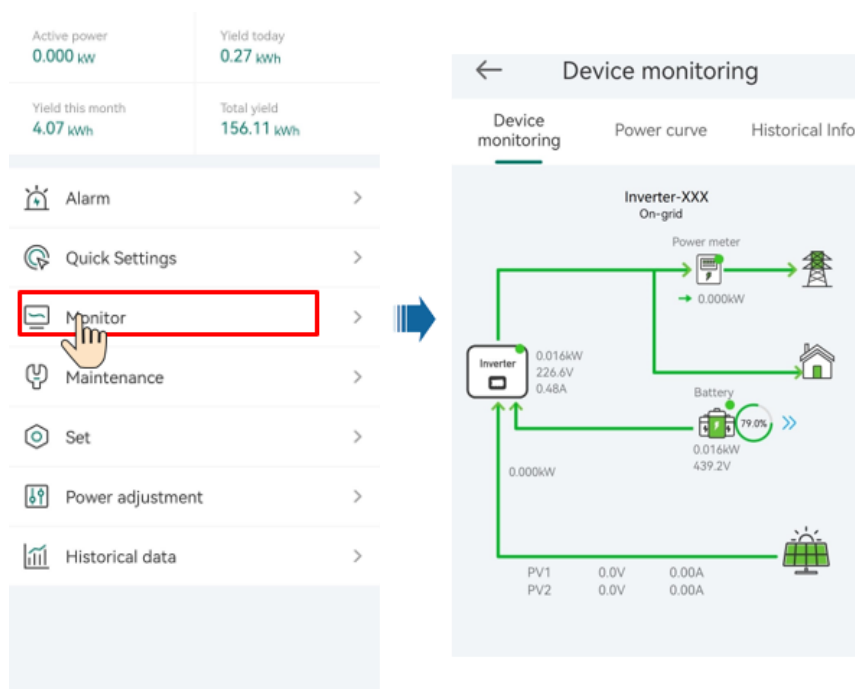 Active power
0.000 kW
Yield today
0.27 kWh
Yield this month
4.07 kWh
Total yield
156.11 kWh
Alarm
Quick Settings
Monitor
Maintenance
Set
Power adjustment
Historical data
Device monitoring
Device
monitoring
Power curve
Historical Info
Inverter-XXX
On-grid
Power meter
0.000kW
Inverter
0.016kW
226.6V
0.48A
Battery
79.0%
0.016kW
439.2V
0.000kW
PV1 0.0V 0.00A
PV2 0.0V 0.00A